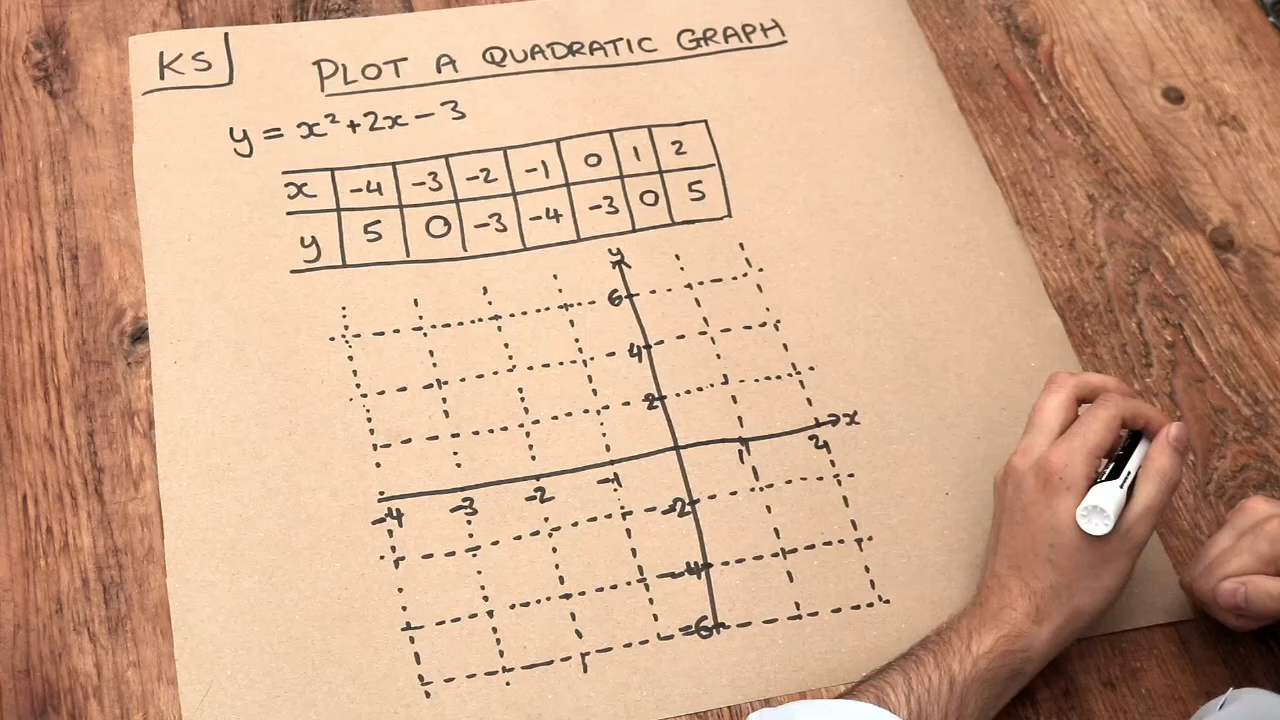 KS
PLOT A QUADRATIC GRAPH
y = x²+2x-3
x -4 -3 -2 -1 0 1 2
y 5 0 -3 -4 -3 0 5
y
6
4
2
x
-4 -3 -2 -1 1 2
-2
-4
-6